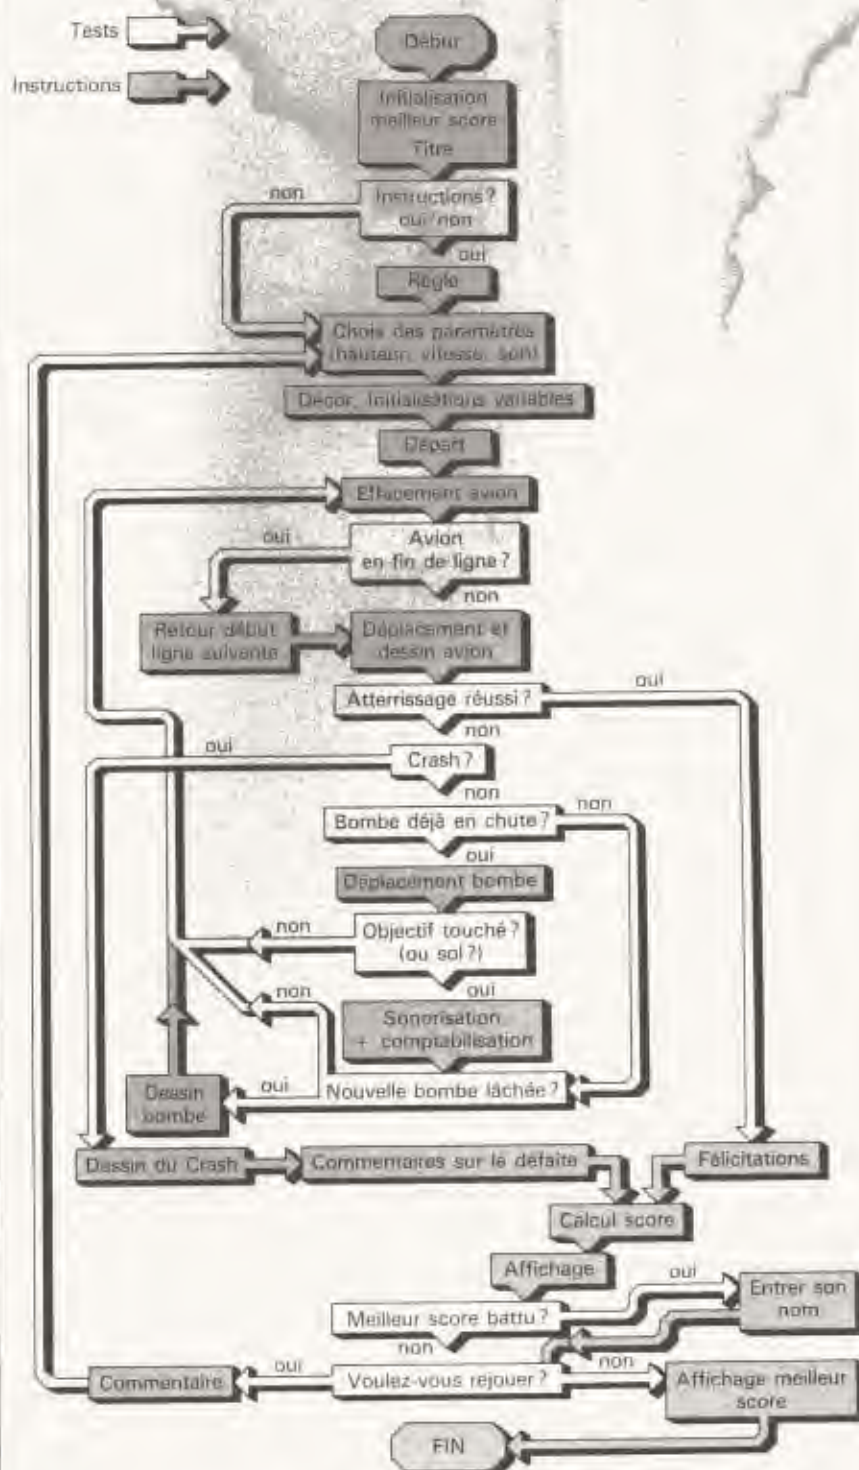 Tests
Instructions
Début
Initialisation
meilleur score
Titre
non
Instructions?
oui/non
oui
Règle
Choix des paramètres
(hauteur, vitesse, son)
Décor, Initialisations variables
Départ
Effacement avion
oui
Avion
en fin de ligne?
non
Retour début
ligne suivante
Déplacement et
dessin avion
Atterrissage réussi?
oui
non
oui
Crash?
non
Bombe déjà en chute?
non
oui
Déplacement bombe
non
Objectif touché?
(ou sol?)
oui
non
Sonorisation
+ comptabilisation
Dessin
bombe
oui
Nouvelle bombe lâchée?
Dessin du Crash
Commentaires sur le défaite
Félicitations
Calcul score
Affichage
oui
Entrer son
nom
Meilleur score battu?
non
Commentaire
oui
Voulez-vous rejouer?
non
Affichage meilleur
score
FIN